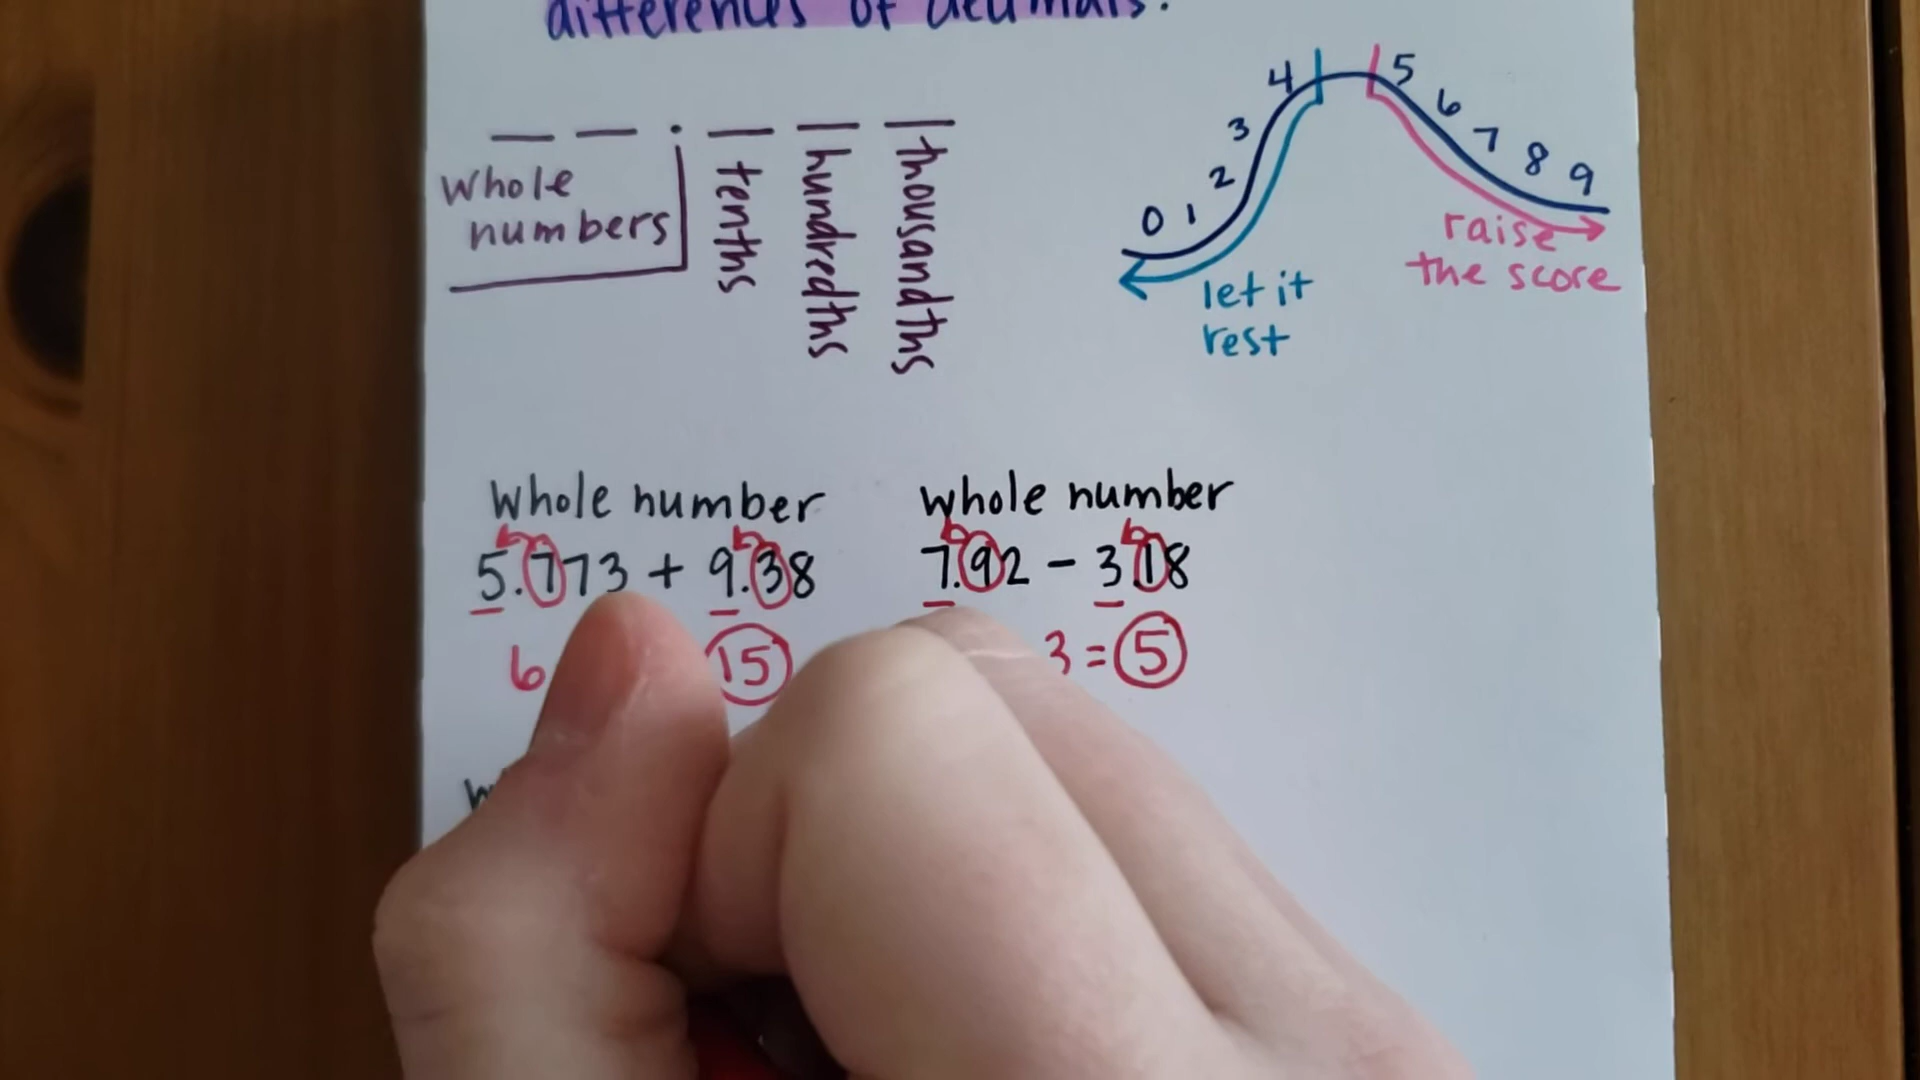 differences of decimals.
4 5
3 6
2 7
0 1 8 9
whole
numbers
tenths
hundredths
thousandths
let it
rest
raise
the score
whole number
5.773 + 9.38
6 15
whole number
7.92 - 3.18
3 = 5